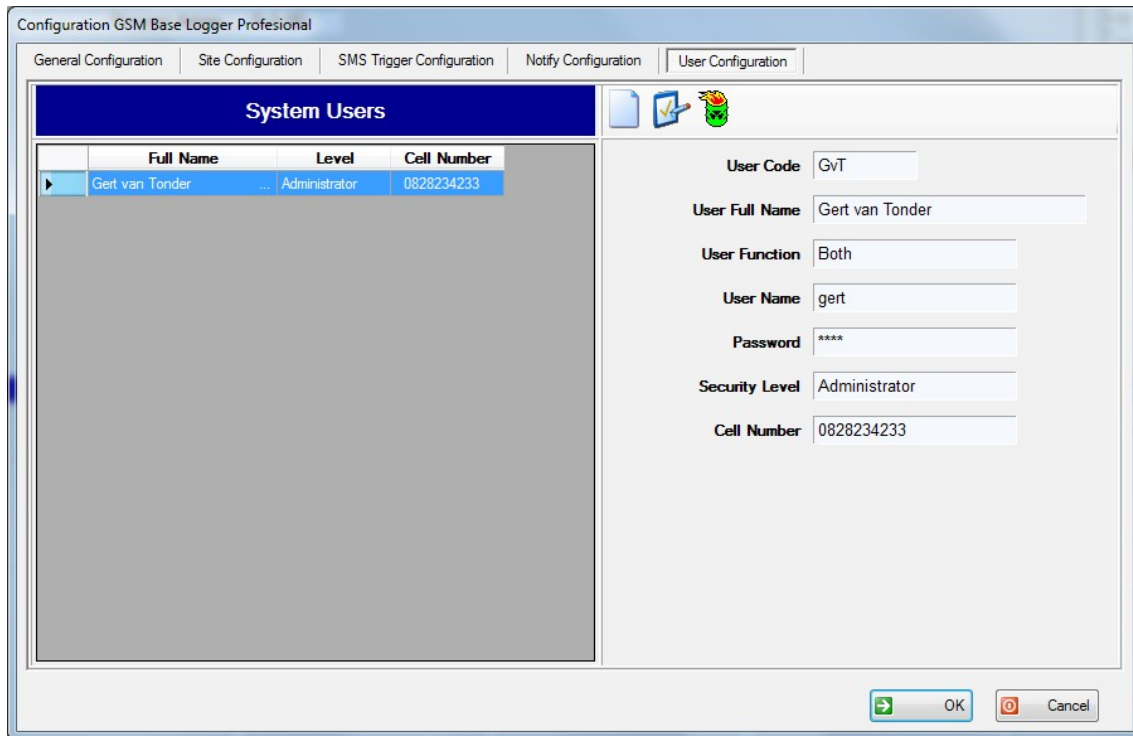 Configuration GSM Base Logger Profesional
General Configuration Site Configuration SMS Trigger Configuration Notify Configuration User Configuration
System Users
Full Name Level Cell Number
Gert van Tonder ... Administrator 0828234233
User Code GvT
User Full Name Gert van Tonder
User Function Both
User Name gert
Password ****
Security Level Administrator
Cell Number 0828234233
OK Cancel